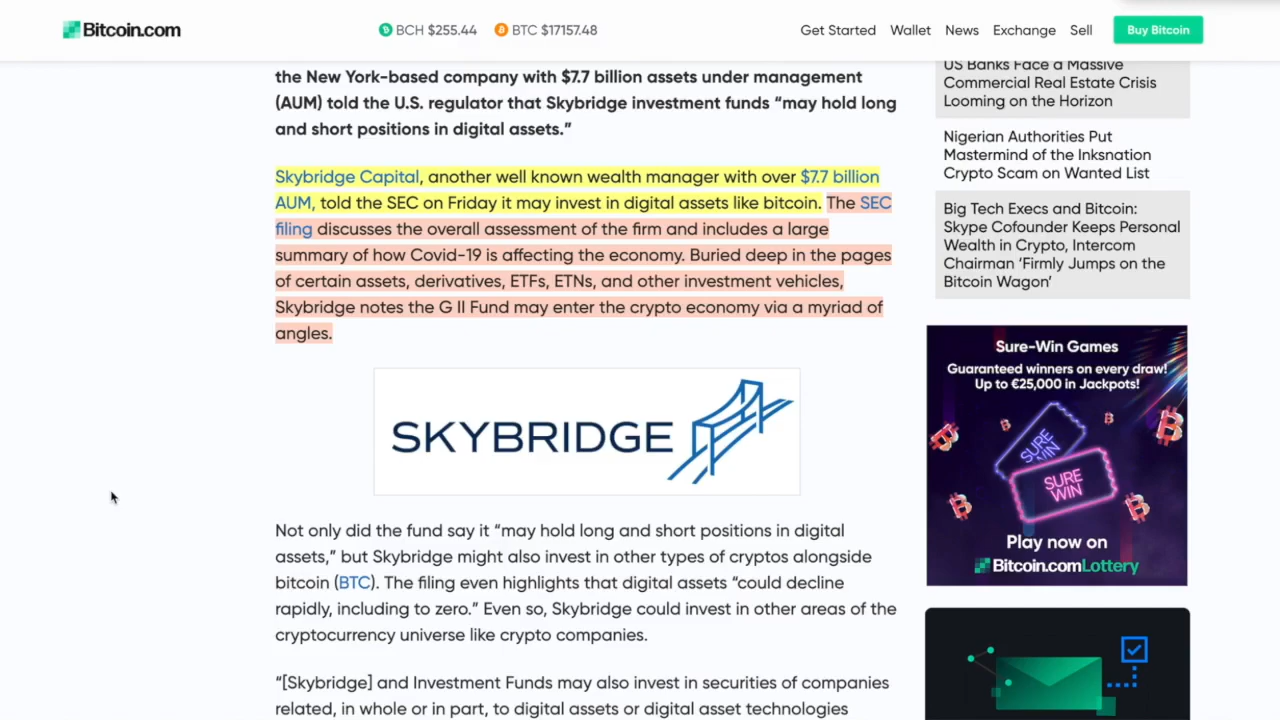 Bitcoin.com
BCH $255.44
BTC $17157.48
Get Started
Wallet
News
Exchange
Sell
Buy Bitcoin
the New York-based company with $7.7 billion assets under management
(AUM) told the U.S. regulator that Skybridge investment funds “may hold long
and short positions in digital assets.”
Skybridge Capital, another well known wealth manager with over $7.7 billion
AUM, told the SEC on Friday it may invest in digital assets like bitcoin. The SEC
filing discusses the overall assessment of the firm and includes a large
summary of how Covid-19 is affecting the economy. Buried deep in the pages
of certain assets, derivatives, ETFs, ETNs, and other investment vehicles,
Skybridge notes the G II Fund may enter the crypto economy via a myriad of
angles.
SKYBRIDGE
Not only did the fund say it “may hold long and short positions in digital
assets,” but Skybridge might also invest in other types of cryptos alongside
bitcoin (BTC). The filing even highlights that digital assets “could decline
rapidly, including to zero.” Even so, Skybridge could invest in other areas of the
cryptocurrency universe like crypto companies.
“[Skybridge] and Investment Funds may also invest in securities of companies
related, in whole or in part, to digital assets or digital asset technologies
US Banks Face a Massive
Commercial Real Estate Crisis
Looming on the Horizon
Nigerian Authorities Put
Mastermind of the Inksnation
Crypto Scam on Wanted List
Big Tech Execs and Bitcoin:
Skype Cofounder Keeps Personal
Wealth in Crypto, Intercom
Chairman ‘Firmly Jumps on the
Bitcoin Wagon’
Sure-Win Games
Guaranteed winners on every draw!
Up to €25,000 in Jackpots!
SURE
WIN
SURE
WIN
Play now on
Bitcoin.comLottery